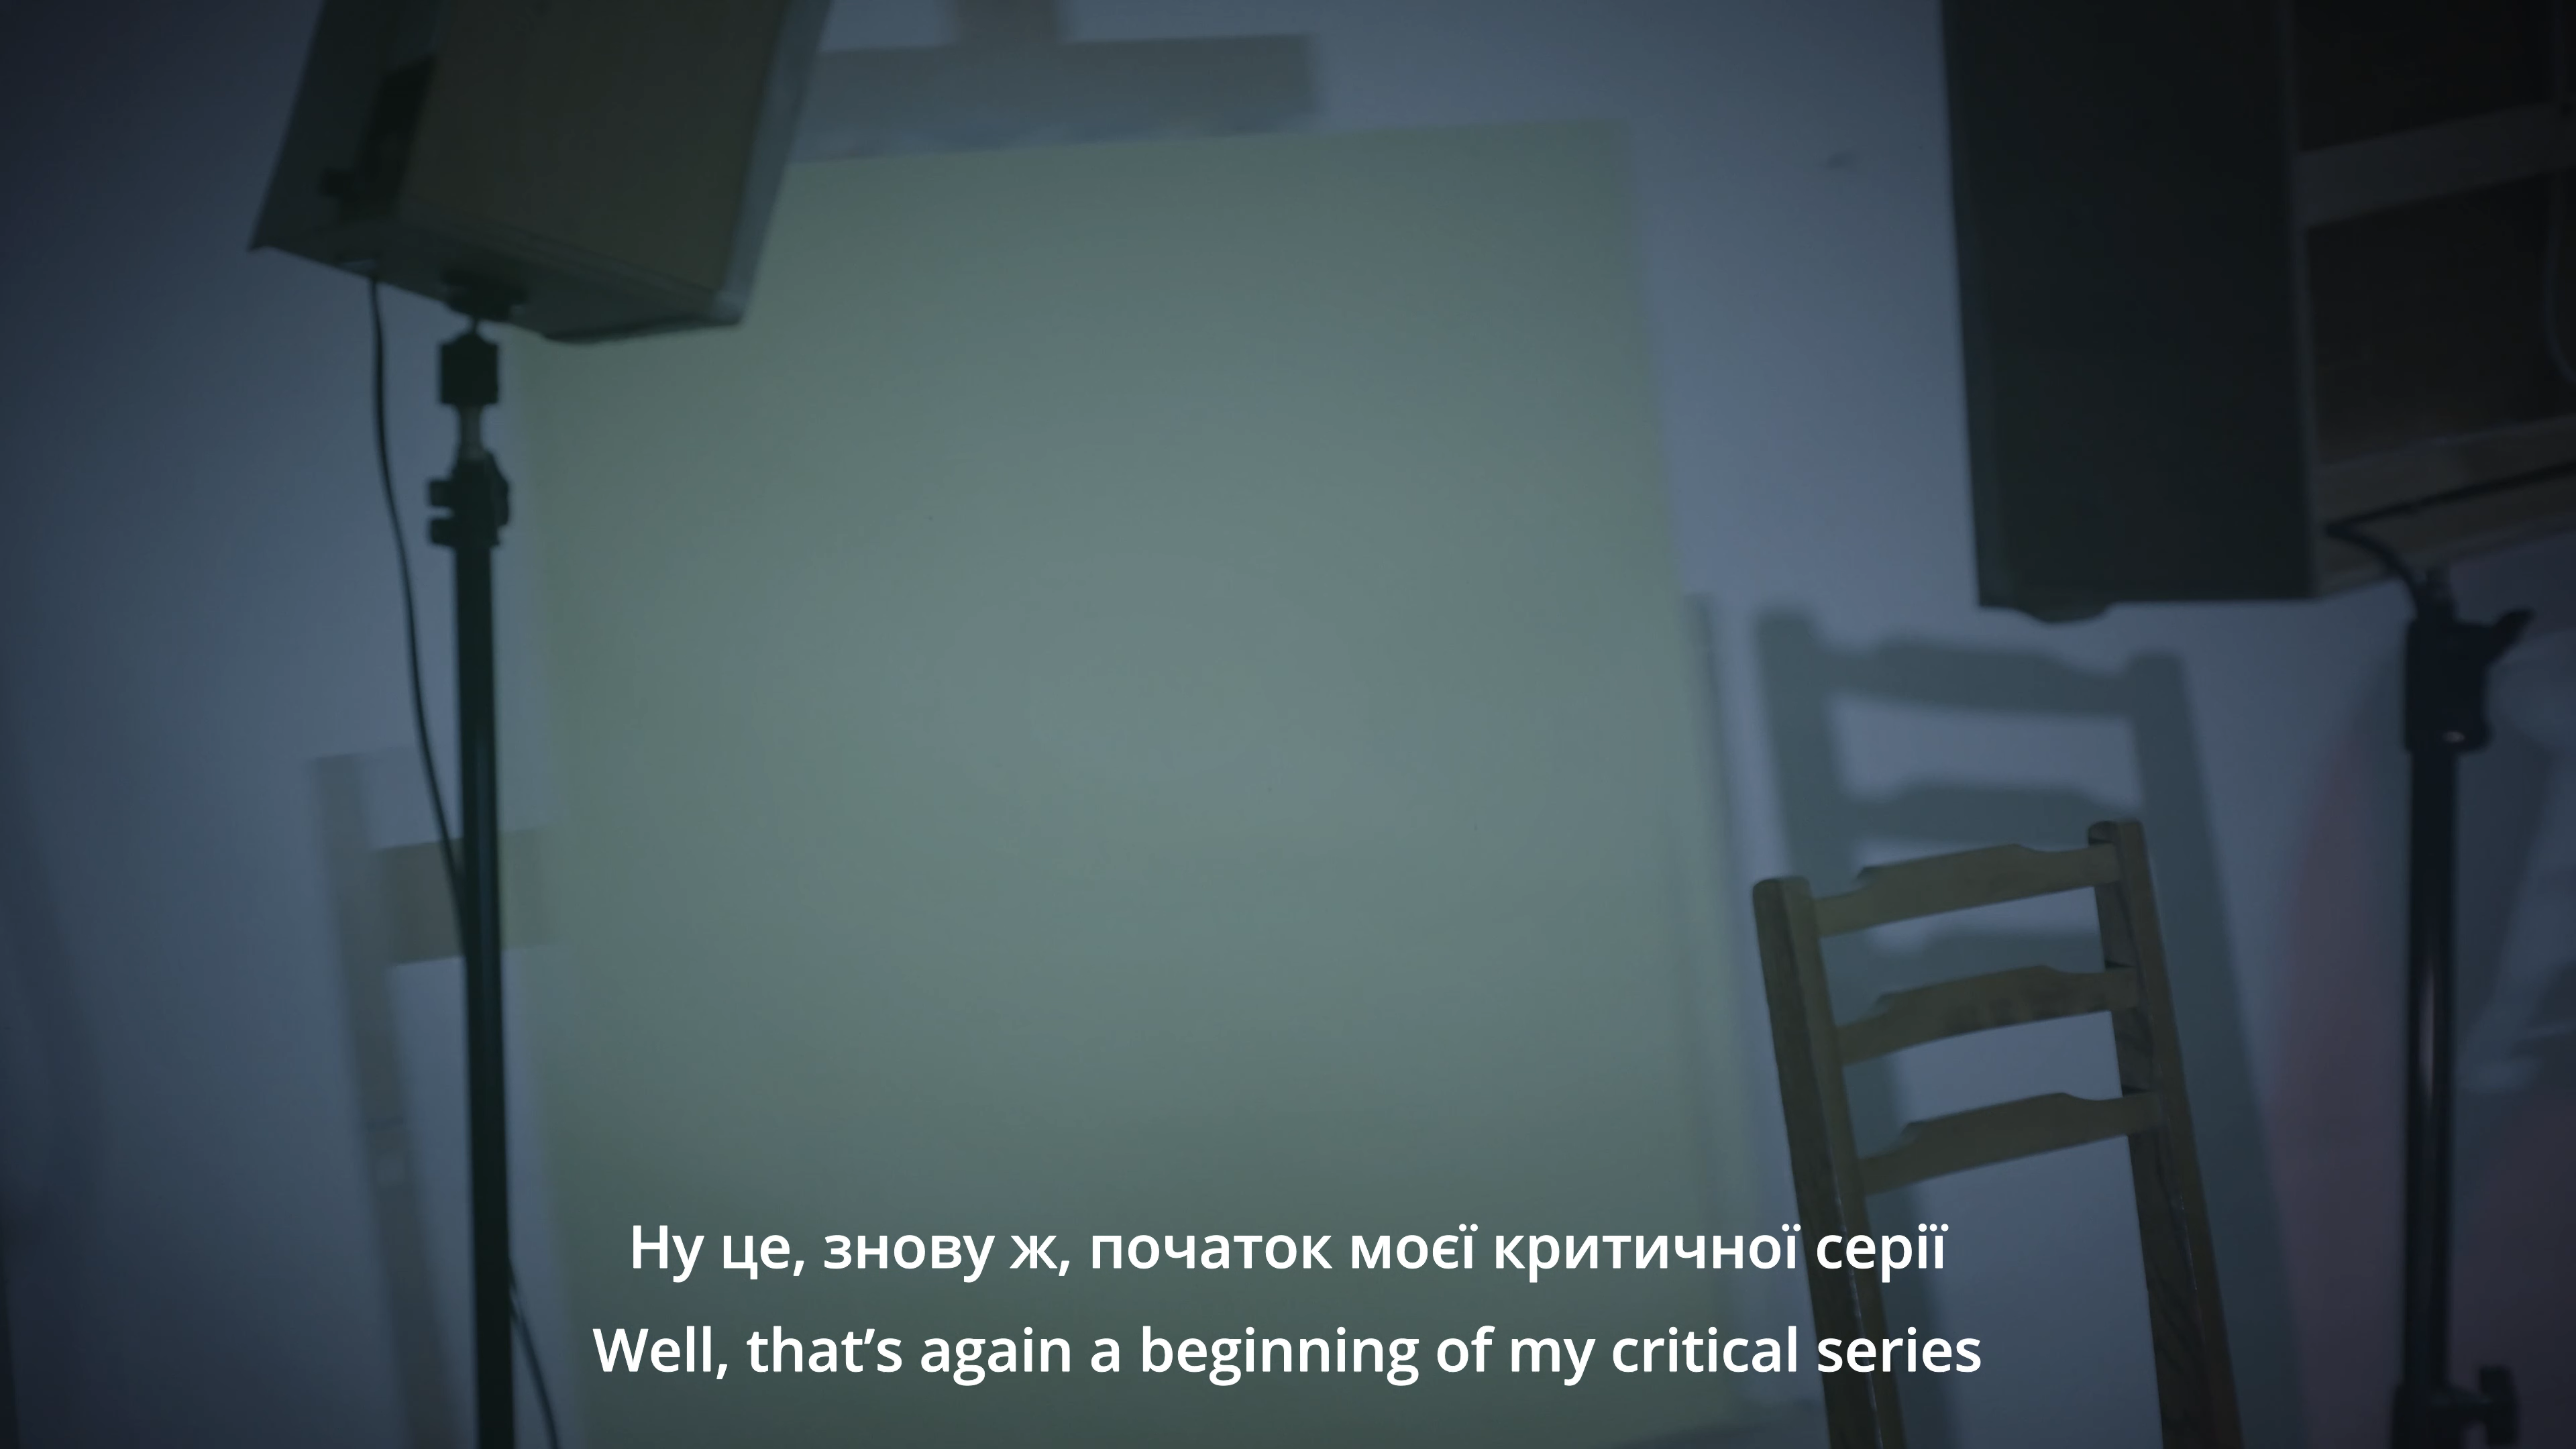 Ну це, знову ж, початок моєї критичної серії
Well, that’s again a beginning of my critical series